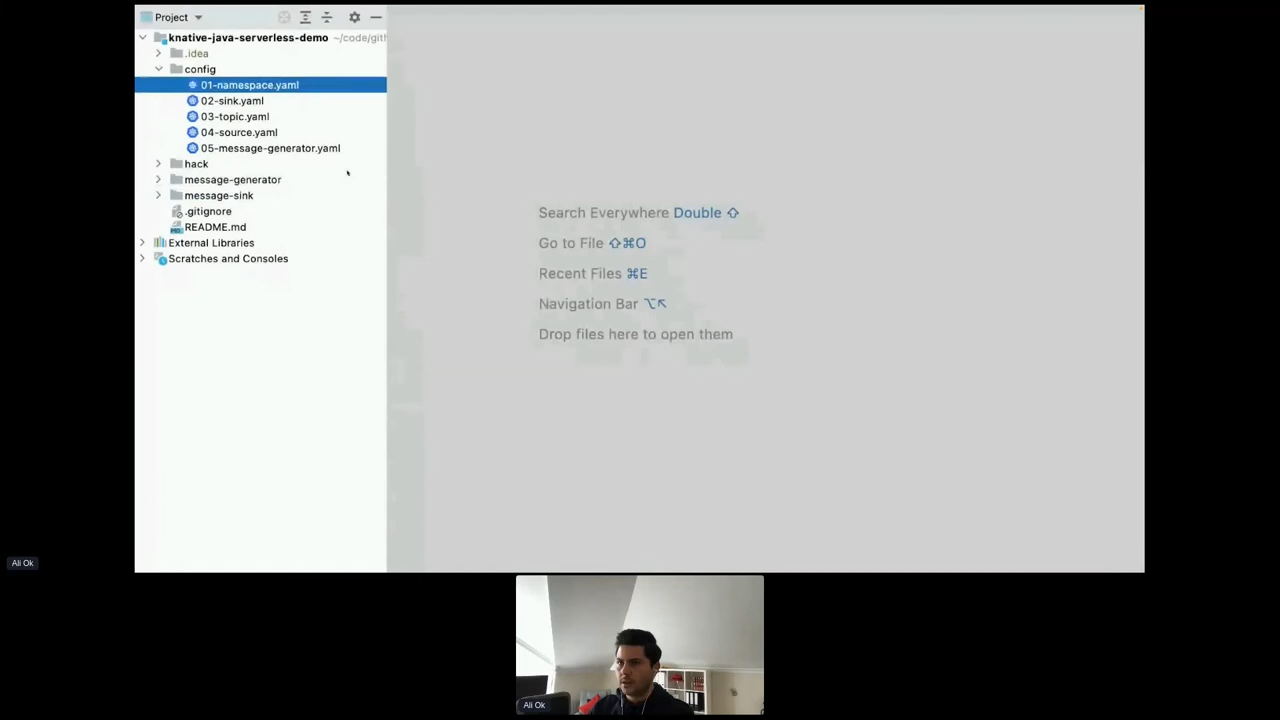 Project
knative-java-serverless-demo ~/code/gith
.idea
config
01-namespace.yaml
02-sink.yaml
03-topic.yaml
04-source.yaml
05-message-generator.yaml
hack
message-generator
message-sink
.gitignore
README.md
External Libraries
Scratches and Consoles
Search Everywhere Double ⇧
Go to File ⇧⌘O
Recent Files ⌘E
Navigation Bar ⌥↖
Drop files here to open them
Ali Ok
Ali Ok